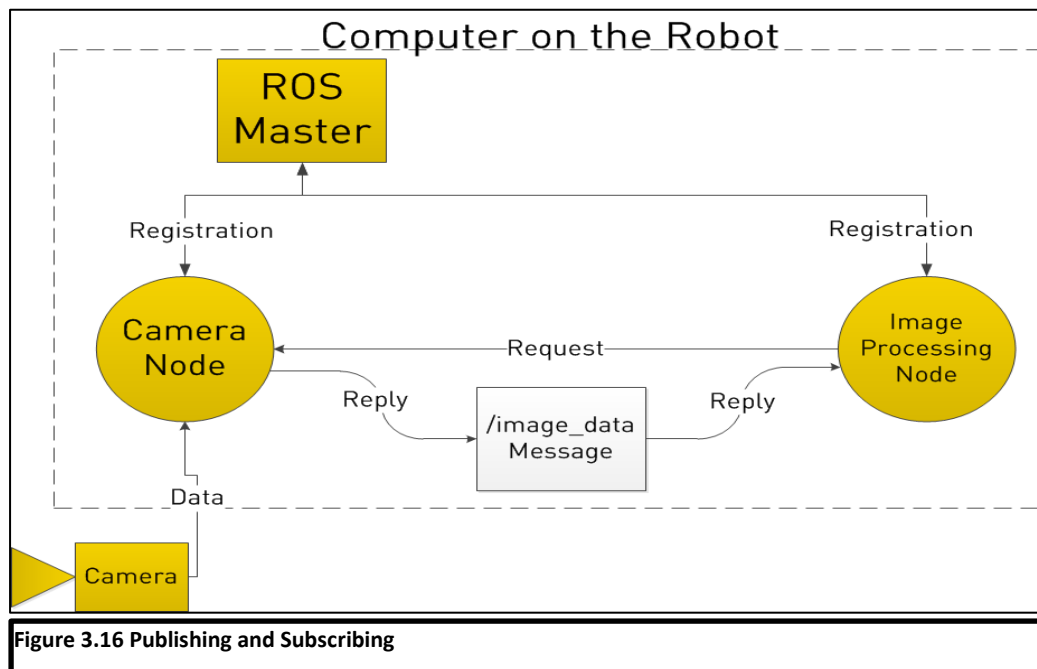 Computer on the Robot
ROS
Master
Registration
Registration
Camera
Node
Image
Processing
Node
Request
Reply
Reply
/image_data
Message
Data
Camera
Figure 3.16 Publishing and Subscribing